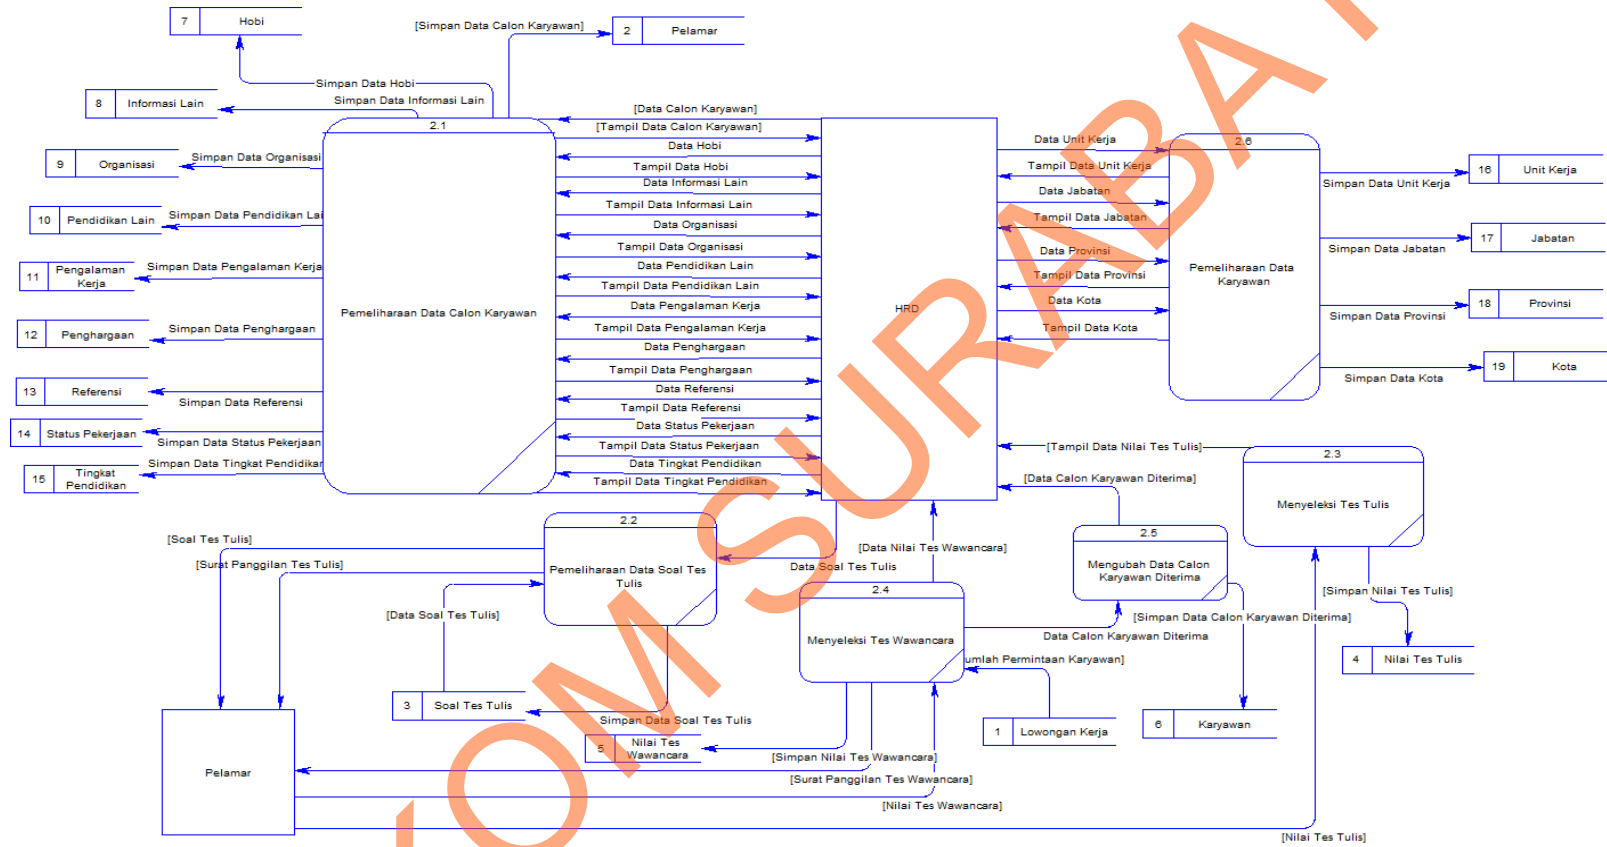 7 Hobi
[Simpan Data Calon Karyawan]
2 Pelamar
Simpan Data Hobi
8 Informasi Lain
Simpan Data Informasi Lain
9 Organisasi
Simpan Data Organisasi
10 Pendidikan Lain
Simpan Data Pendidikan Lai
11 Pengalaman
Kerja
Simpan Data Pengalaman Kerja
12 Penghargaan
Simpan Data Penghargaan
13 Referensi
Simpan Data Referensi
14 Status Pekerjaan
Simpan Data Status Pekerjaan
15 Tingkat
Pendidikan
Simpan Data Tingkat Pendidikan
2.1
Pemeliharaan Data Calon Karyawan
[Data Calon Karyawan]
[Tampil Data Calon Karyawan]
Data Hobi
Tampil Data Hobi
Data Informasi Lain
Tampil Data Informasi Lain
Data Organisasi
Tampil Data Organisasi
Data Pendidikan Lain
Tampil Data Pendidikan Lain
Data Pengalaman Kerja
Tampil Data Pengalaman Kerja
Data Penghargaan
Tampil Data Penghargaan
Data Referensi
Tampil Data Referensi
Data Status Pekerjaan
Tampil Data Status Pekerjaan
Data Tingkat Pendidikan
Tampil Data Tingkat Pendidikan
HRD
Data Unit Kerja
Tampil Data Unit Kerja
Data Jabatan
Tampil Data Jabatan
Data Provinsi
Tampil Data Provinsi
Data Kota
Tampil Data Kota
2.6
Pemeliharaan Data
Karyawan
Simpan Data Unit Kerja
16 Unit Kerja
Simpan Data Jabatan
17 Jabatan
Simpan Data Provinsi
18 Provinsi
Simpan Data Kota
19 Kota
[Tampil Data Nilai Tes Tulis]
2.3
Menyeleksi Tes Tulis
[Data Calon Karyawan Diterima]
2.5
Mengubah Data Calon
Karyawan Diterima
[Simpan Nilai Tes Tulis]
4 Nilai Tes Tulis
[Simpan Data Calon Karyawan Diterima]
6 Karyawan
2.2
Pemeliharaan Data Soal Tes
Tulis
[Soal Tes Tulis]
[Surat Panggilan Tes Tulis]
[Data Soal Tes Tulis]
Data Soal Tes Tulis
[Data Nilai Tes Wawancara]
2.4
Menyeleksi Tes Wawancara
Data Calon Karyawan Diterima
umlah Permintaan Karyawan]
1 Lowongan Kerja
3 Soal Tes Tulis
Simpan Data Soal Tes Tulis
5 Nilai Tes
Wawancara
[Simpan Nilai Tes Wawancara]
[Surat Panggilan Tes Wawancara]
[Nilai Tes Wawancara]
[Nilai Tes Tulis]
Pelamar
OM SURABA